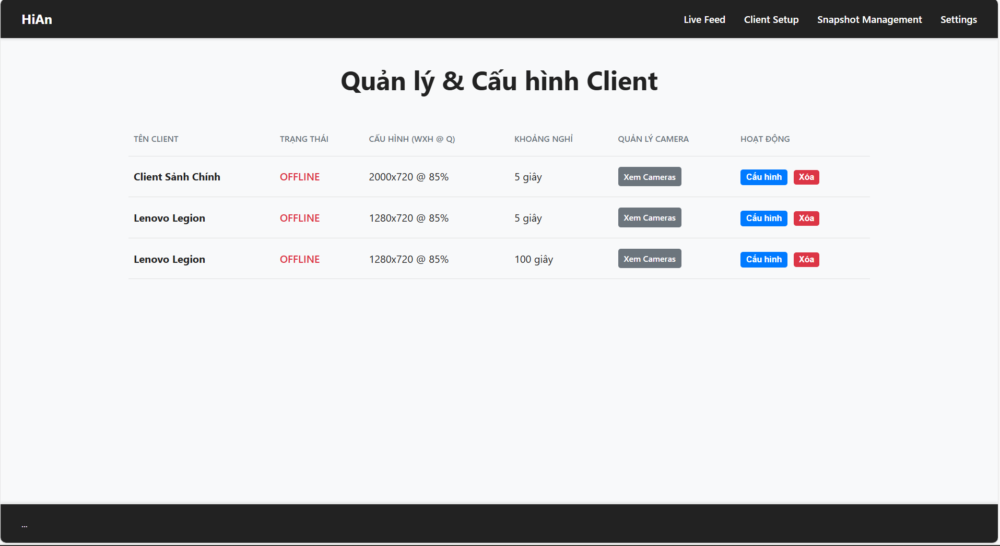 HiAn Live Feed Client Setup Snapshot Management Settings
Quản lý & Cấu hình Client
TÊN CLIENT TRẠNG THÁI CẤU HÌNH (WXH @ Q) KHOẢNG NGHỈ QUẢN LÝ CAMERA HOẠT ĐỘNG
Client Sảnh Chính OFFLINE 2000x720 @ 85% 5 giây Xem Cameras Cấu hình Xóa
Lenovo Legion OFFLINE 1280x720 @ 85% 5 giây Xem Cameras Cấu hình Xóa
Lenovo Legion OFFLINE 1280x720 @ 85% 100 giây Xem Cameras Cấu hình Xóa
...